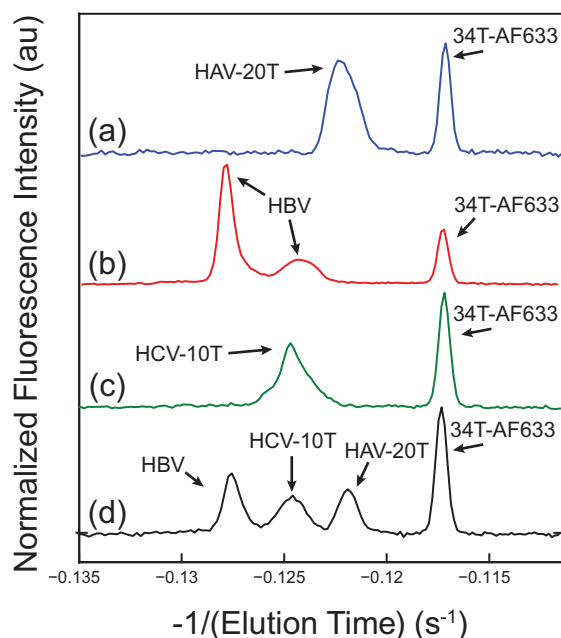 Normalized Fluorescence Intensity (au)
34T-AF633
HAV-20T
(a)
HBV
34T-AF633
(b)
34T-AF633
HCV-10T
(c)
34T-AF633
HCV-10T
HAV-20T
HBV
(d)
−0.135 −0.13 −0.125 −0.12 −0.115
-1/(Elution Time) (s-1)